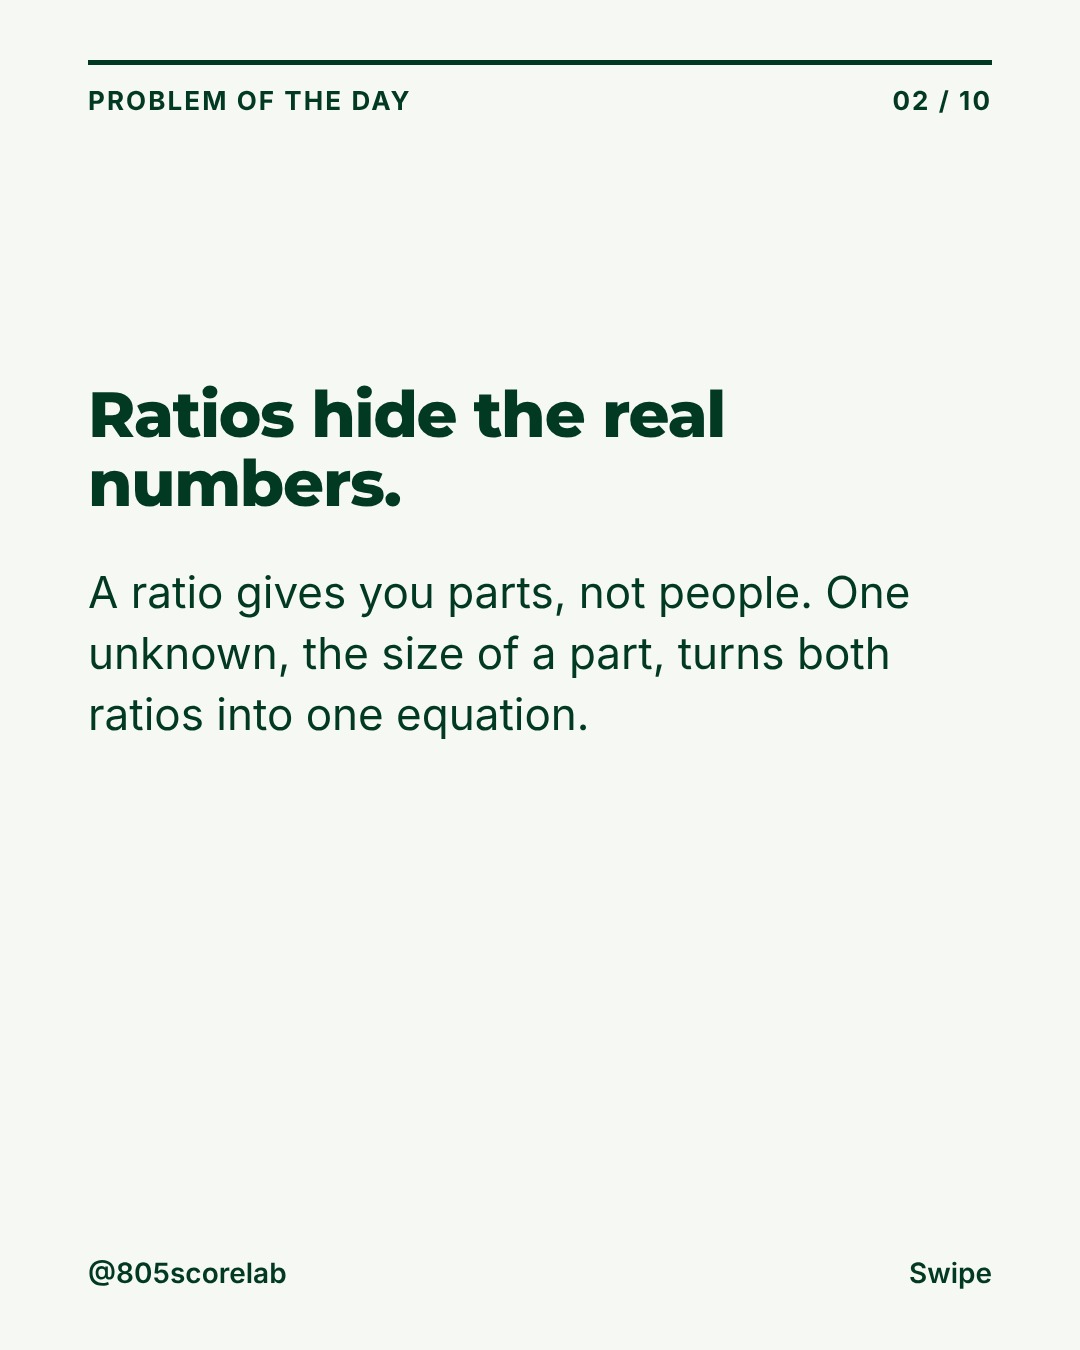 PROBLEM OF THE DAY
02 / 10
Ratios hide the real
numbers.
A ratio gives you parts, not people. One
unknown, the size of a part, turns both
ratios into one equation.
@805scorelab
Swipe